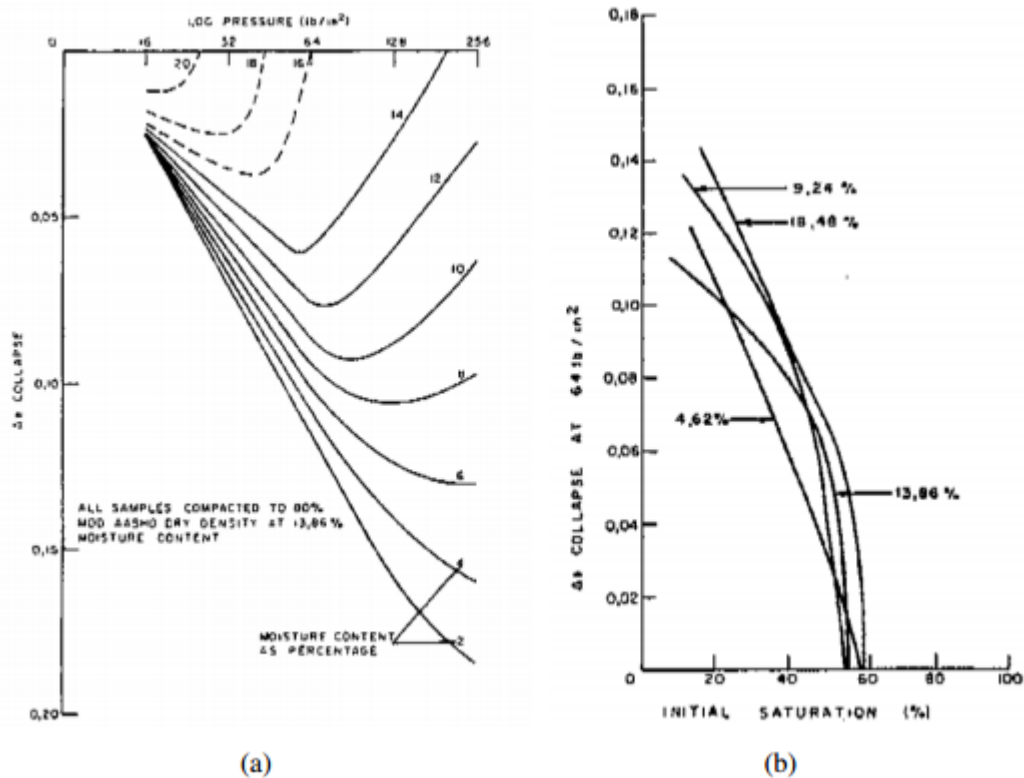 LOG PRESSURE (lb/in²)
0 16 32 64 128 256
20 18 16
14
12
0,05
10
Δe COLLAPSE
0,10
8
6
ALL SAMPLES COMPACTED TO 80%
MOD AASHO DRY DENSITY AT 13,86%
MOISTURE CONTENT
0,15
4
MOISTURE CONTENT
AS PERCENTAGE
2
0,20
(a)
0,18
0,16
0,14
9,24 %
18,48 %
0,12
0,10
Δe COLLAPSE AT 64 lb/in²
0,08
4,62%
0,06
13,86 %
0,04
0,02
0 20 40 60 80 100
INITIAL SATURATION (%)
(b)